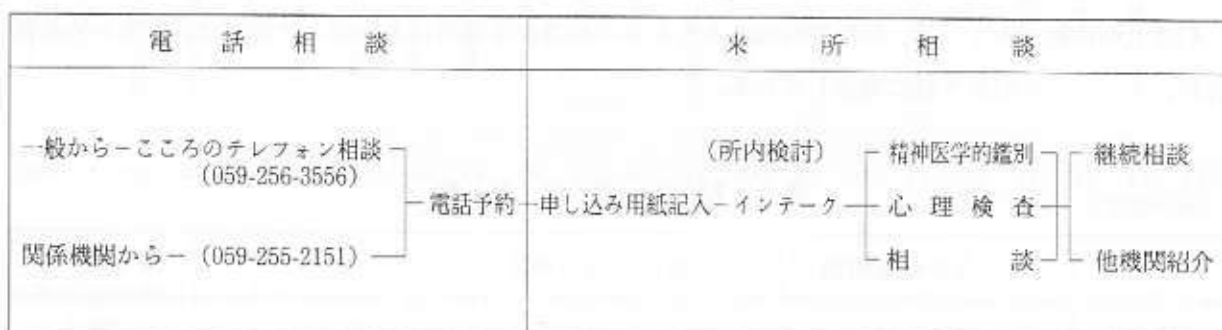 電話相談
来所相談
一般から－こころのテレフォン相談
(059-256-3556)
関係機関から－ (059-255-2151)
電話予約
申し込み用紙記入－インテーク
(所内検討)
精神医学的鑑別
心理検査
相談
継続相談
他機関紹介